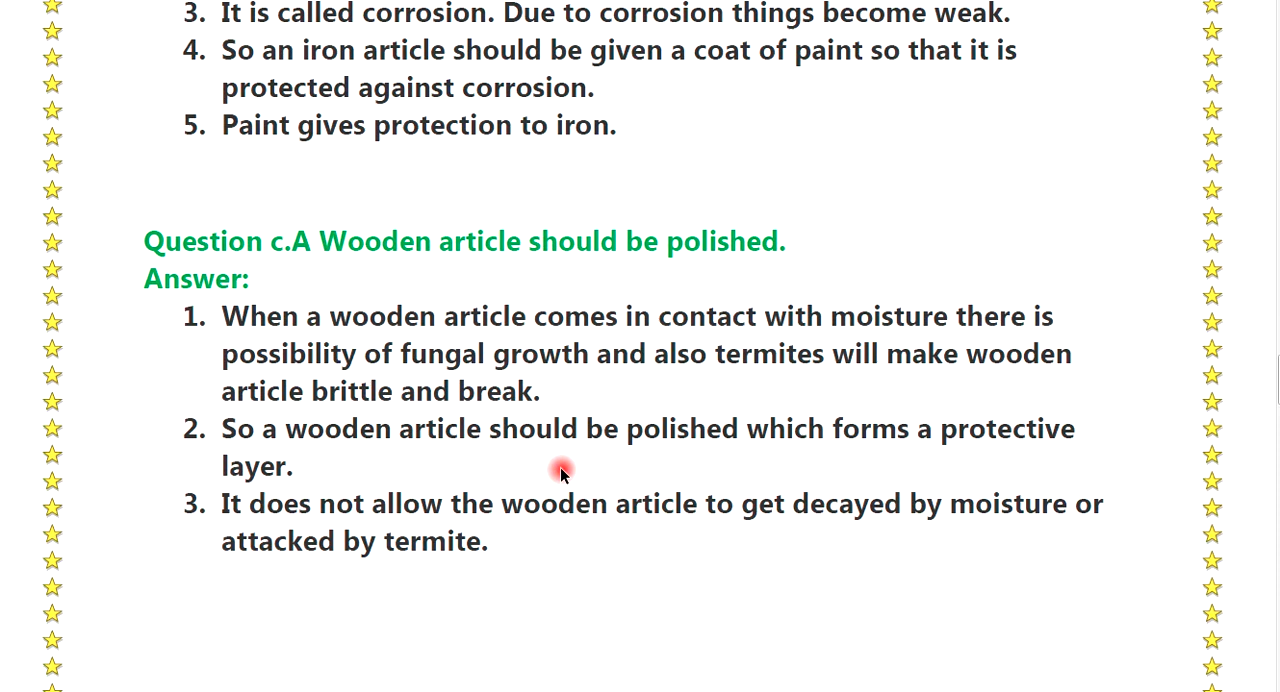 3. It is called corrosion. Due to corrosion things become weak.
4. So an iron article should be given a coat of paint so that it is
protected against corrosion.
5. Paint gives protection to iron.
Question c.A Wooden article should be polished.
Answer:
1. When a wooden article comes in contact with moisture there is
possibility of fungal growth and also termites will make wooden
article brittle and break.
2. So a wooden article should be polished which forms a protective
layer.
3. It does not allow the wooden article to get decayed by moisture or
attacked by termite.